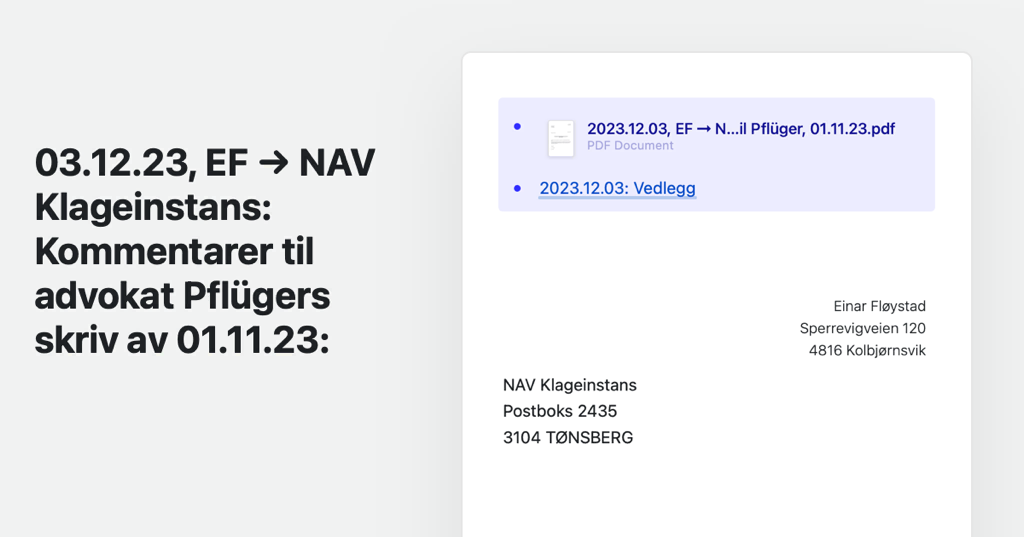 03.12.23, EF → NAV
Klageinstans:
Kommentarer til
advokat Pflügers
skriv av 01.11.23:
• 2023.12.03, EF → N...il Pflüger, 01.11.23.pdf
PDF Document
• 2023.12.03: Vedlegg
Einar Fløystad
Sperrevigveien 120
4816 Kolbjørnsvik
NAV Klageinstans
Postboks 2435
3104 TØNSBERG